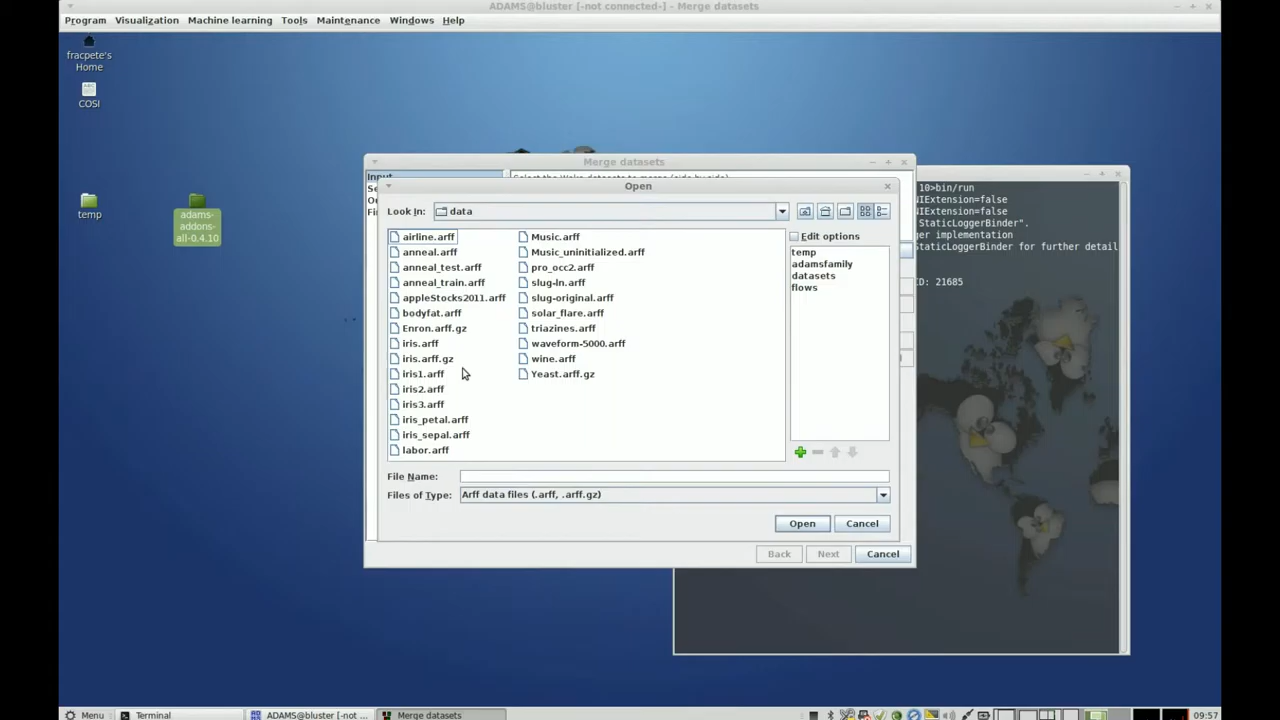 ADAMS@bluster [-not connected-] - Merge datasets
Program Visualization Machine learning Tools Maintenance Windows Help
fracpete's
Home
COSI
temp
adams-
addons-
all-0.4.10
Merge datasets
Input
Open
Look In: data
airline.arff
anneal.arff
anneal_test.arff
anneal_train.arff
appleStocks2011.arff
bodyfat.arff
Enron.arff.gz
iris.arff
iris.arff.gz
iris1.arff
iris2.arff
iris3.arff
iris_petal.arff
iris_sepal.arff
labor.arff
Music.arff
Music_uninitialized.arff
pro_occ2.arff
slug-ln.arff
slug-original.arff
solar_flare.arff
triazines.arff
waveform-5000.arff
wine.arff
Yeast.arff.gz
Edit options
temp
adamsfamily
datasets
flows
File Name:
Files of Type: Arff data files (.arff, .arff.gz)
Open Cancel
Back Next Cancel
10>bin/run
NIExtension=false
NIExtension=false
StaticLoggerBinder".
ger implementation
StaticLoggerBinder for further detail
ID: 21685
Menu Terminal ADAMS@bluster [-not ... Merge datasets 09:57